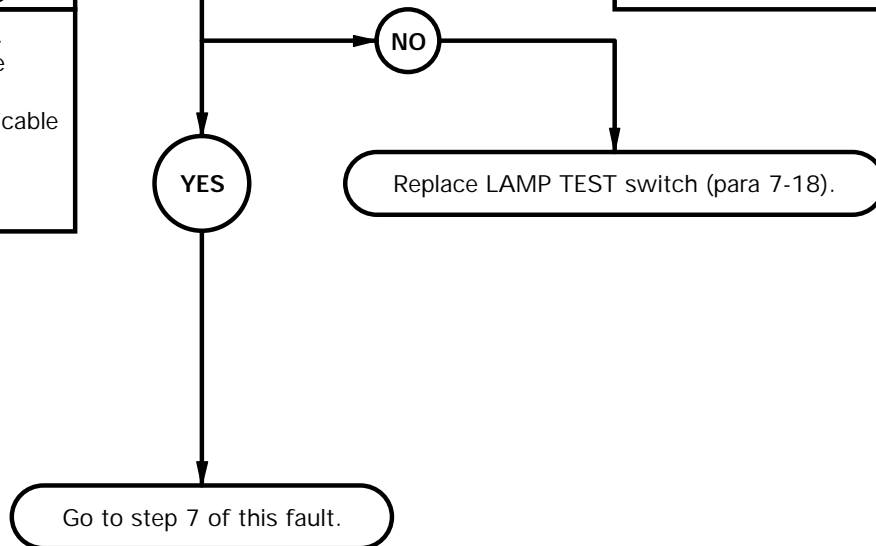 e
cable
NO
YES
Replace LAMP TEST switch (para 7-18).
Go to step 7 of this fault.